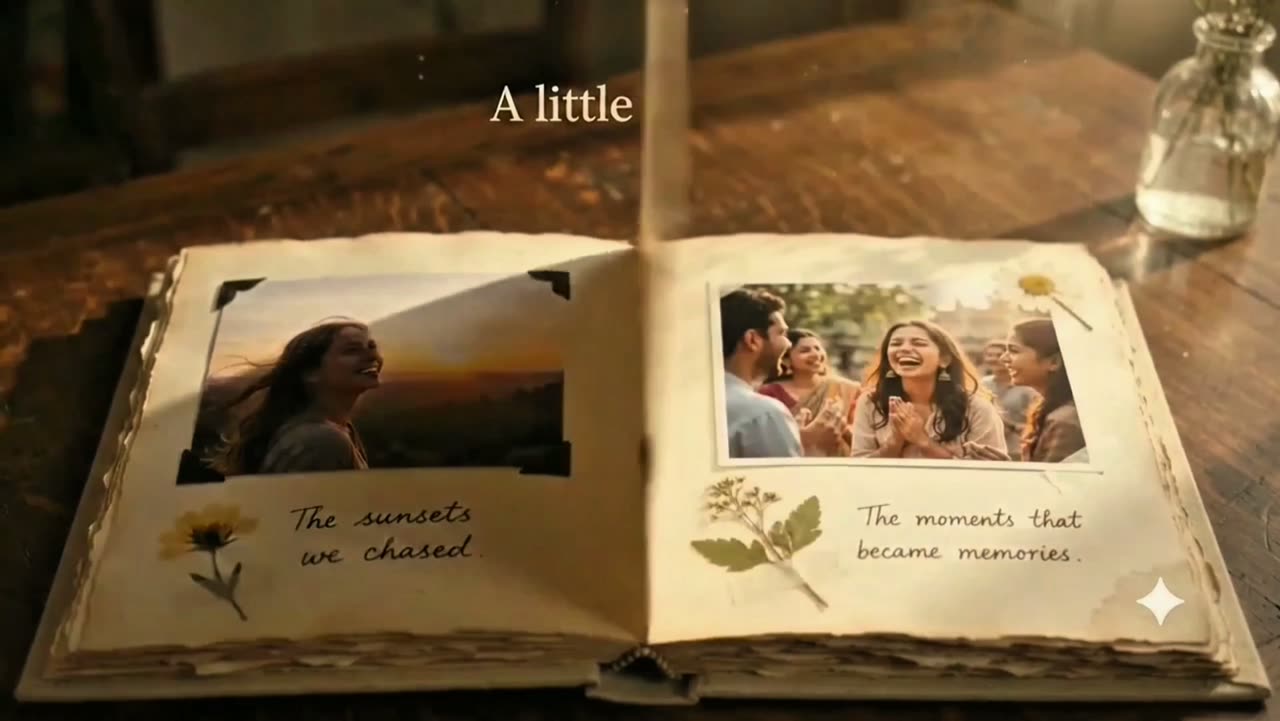 A little
The sunsets
we chased.
The moments that
became memories.